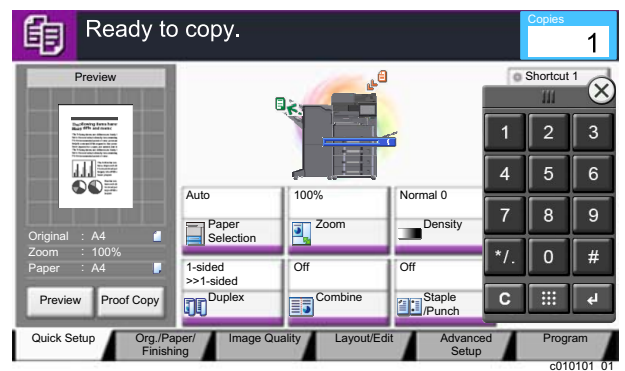 Ready to copy.
Copies
1
Preview
Shortcut 1
Original : A4
Zoom : 100%
Paper : A4
Preview
Proof Copy
Auto
Paper
Selection
100%
Zoom
Normal 0
Density
1-sided
>>1-sided
Duplex
Off
Combine
Off
Staple
/Punch
1 2 3
4 5 6
7 8 9
*/. 0 #
C
Quick Setup
Org./Paper/
Finishing
Image Quality
Layout/Edit
Advanced
Setup
Program
c010101_01